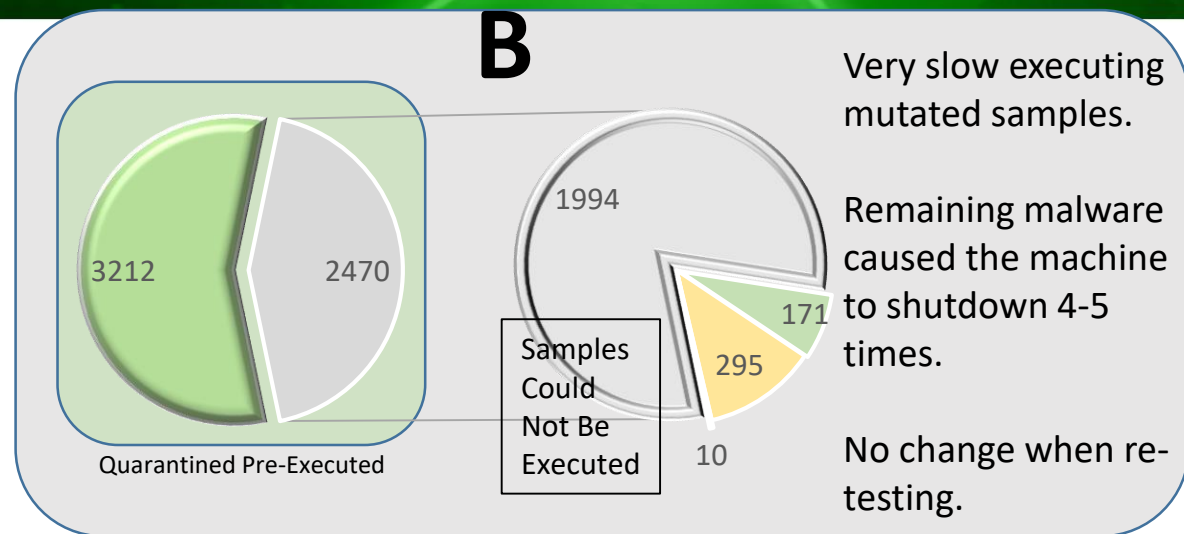 B
3212
2470
Quarantined Pre-Executed
1994
171
295
10
Samples
Could
Not Be
Executed
Very slow executing
mutated samples.
Remaining malware
caused the machine
to shutdown 4-5
times.
No change when re-
testing.